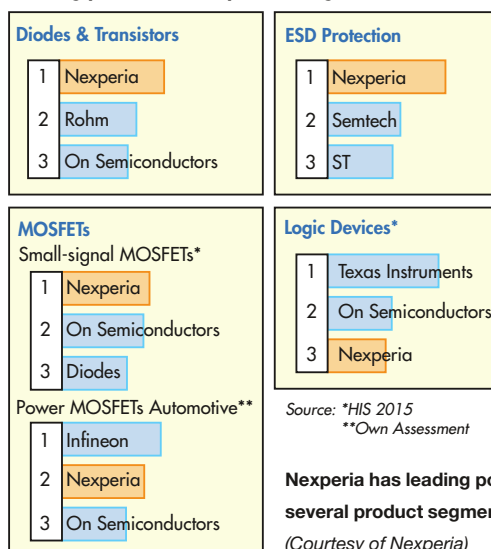 Diodes & Transistors
1 Nexperia
2 Rohm
3 On Semiconductors
ESD Protection
1 Nexperia
2 Semtech
3 ST
MOSFETs
Small-signal MOSFETs*
1 Nexperia
2 On Semiconductors
3 Diodes
Power MOSFETs Automotive**
1 Infineon
2 Nexperia
3 On Semiconductors
Logic Devices*
1 Texas Instruments
2 On Semiconductors
3 Nexperia
Source: *HIS 2015
**Own Assessment
Nexperia has leading po
several product segmen
(Courtesy of Nexperia)